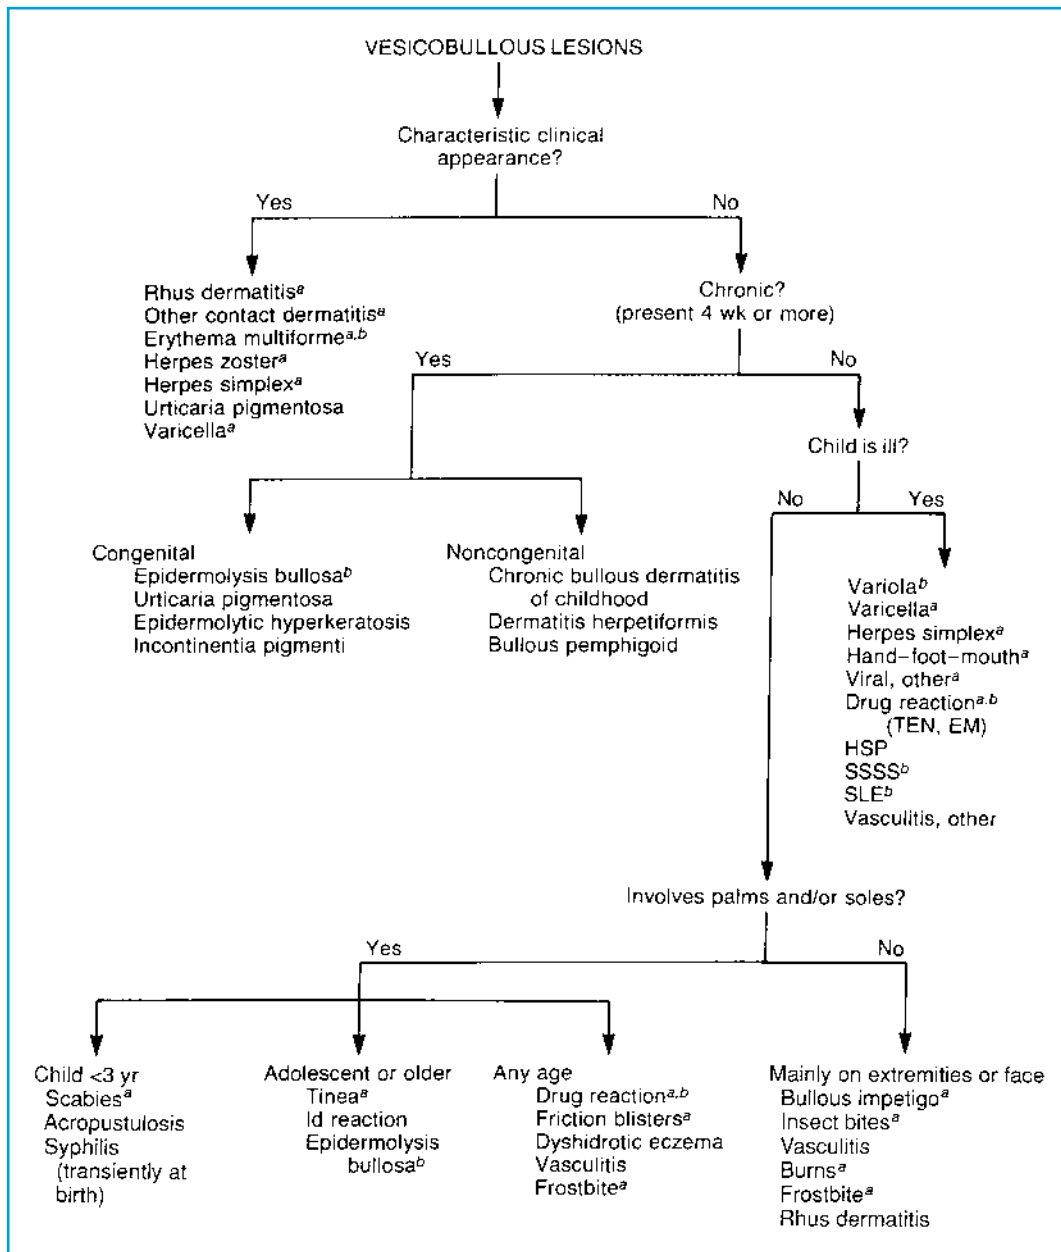 VESICOBULLOUS LESIONS
Characteristic clinical
appearance?
Yes
No
Rhus dermatitisᵃ
Other contact dermatitisᵃ
Erythema multiformeᵃ,ᵇ
Herpes zosterᵃ
Herpes simplexᵃ
Urticaria pigmentosa
Varicellaᵃ
Chronic?
(present 4 wk or more)
Yes
No
Child is ill?
No
Yes
Congenital
Epidermolysis bullosaᵇ
Urticaria pigmentosa
Epidermolytic hyperkeratosis
Incontinentia pigmenti
Noncongenital
Chronic bullous dermatitis
of childhood
Dermatitis herpetiformis
Bullous pemphigoid
Variolaᵇ
Varicellaᵃ
Herpes simplexᵃ
Hand–foot–mouthᵃ
Viral, otherᵃ
Drug reactionᵃ,ᵇ
(TEN, EM)
HSP
SSSSᵇ
SLEᵇ
Vasculitis, other
Involves palms and/or soles?
Yes
No
Child <3 yr
Scabiesᵃ
Acropustulosis
Syphilis
(transiently at
birth)
Adolescent or older
Tineaᵃ
Id reaction
Epidermolysis
bullosaᵇ
Any age
Drug reactionᵃ,ᵇ
Friction blistersᵃ
Dyshidrotic eczema
Vasculitis
Frostbiteᵃ
Mainly on extremities or face
Bullous impetigoᵃ
Insect bitesᵃ
Vasculitis
Burnsᵃ
Frostbiteᵃ
Rhus dermatitis